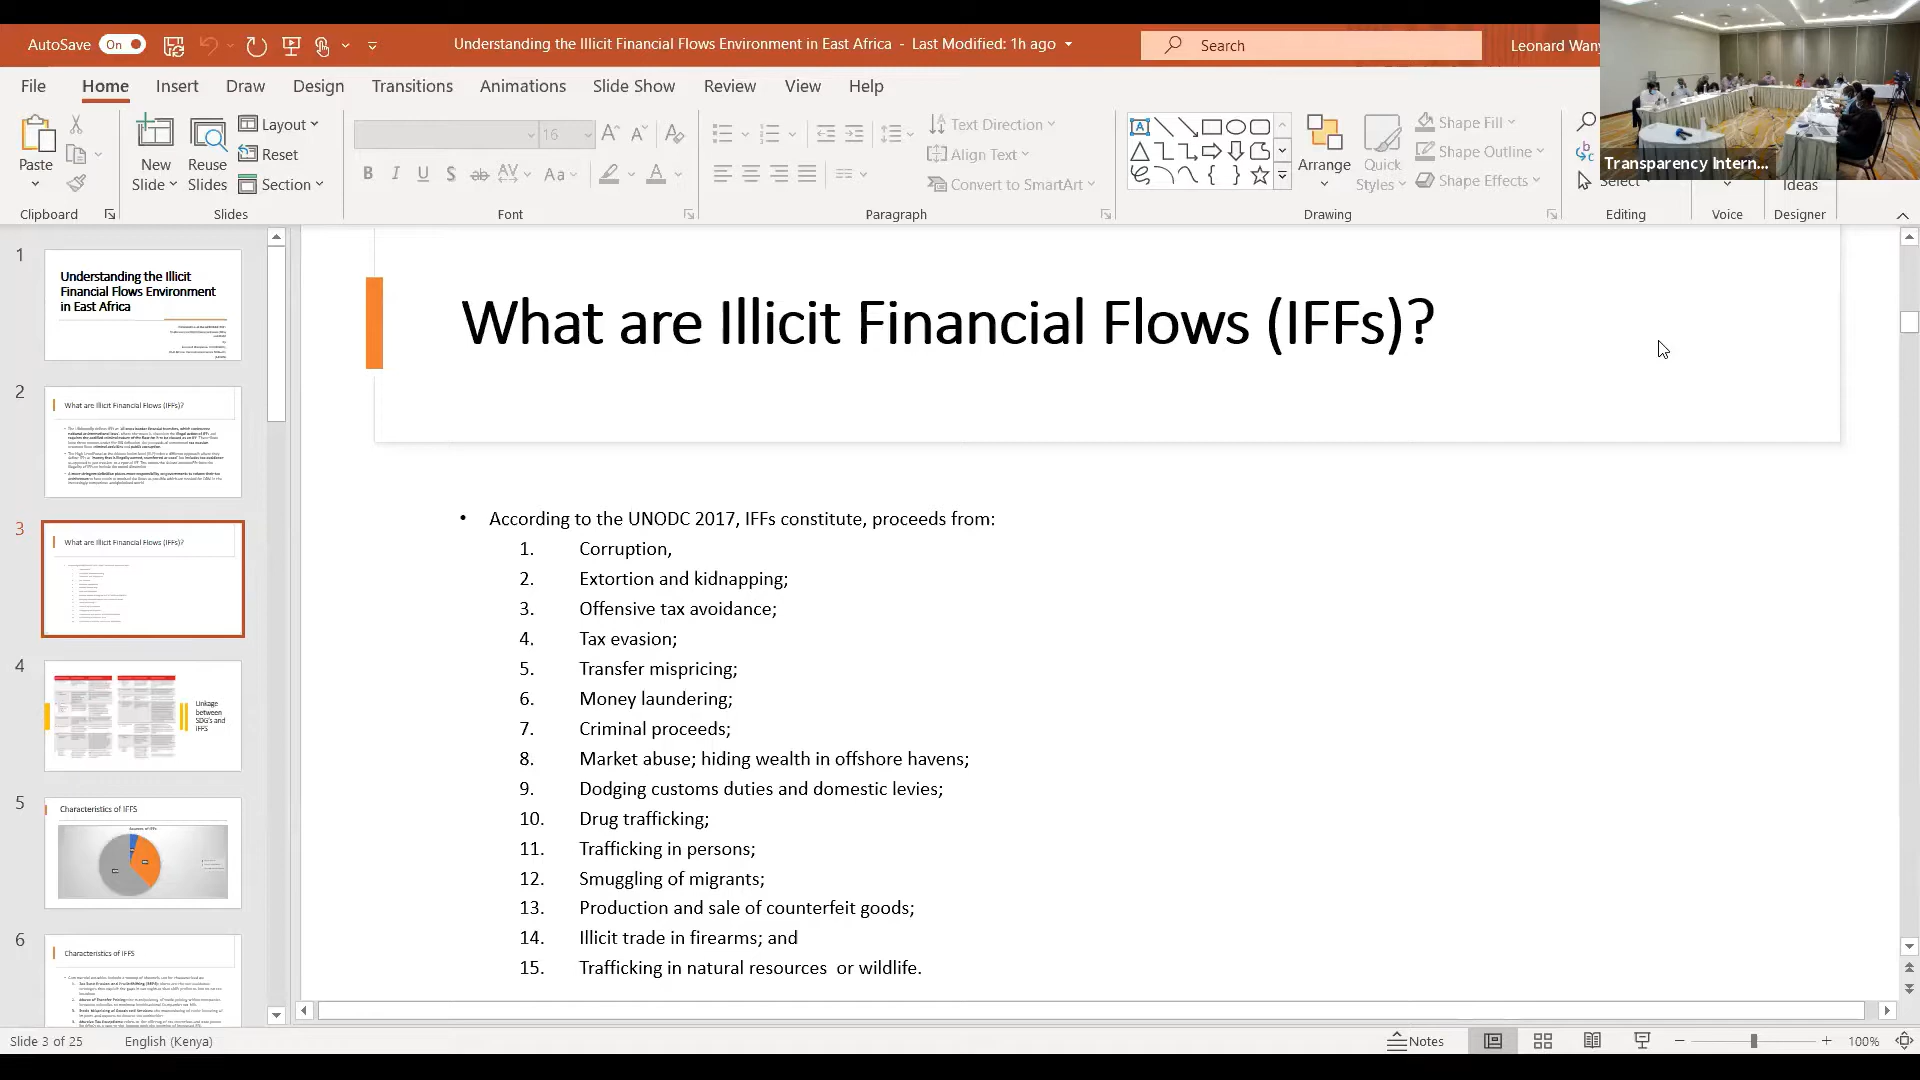 AutoSave On
Understanding the Illicit Financial Flows Environment in East Africa - Last Modified: 1h ago
Search
Leonard Wany
File Home Insert Draw Design Transitions Animations Slide Show Review View Help
Paste
New Slide
Reuse Slides
Layout
Reset
Section
16
Text Direction
Align Text
Convert to SmartArt
Arrange
Quick Styles
Shape Fill
Shape Outline
Shape Effects
Select
Ideas
Transparency Intern...
Clipboard Slides Font Paragraph Drawing Editing Voice Designer
1
Understanding the Illicit
Financial Flows Environment
in East Africa
2
What are Illicit Financial Flows (IFFs)?
3
What are Illicit Financial Flows (IFFs)?
4
Linkage
between
SDG's and
IFFS
5
Characteristics of IFFS
6
Characteristics of IFFS
What are Illicit Financial Flows (IFFs)?
• According to the UNODC 2017, IFFs constitute, proceeds from:
1. Corruption,
2. Extortion and kidnapping;
3. Offensive tax avoidance;
4. Tax evasion;
5. Transfer mispricing;
6. Money laundering;
7. Criminal proceeds;
8. Market abuse; hiding wealth in offshore havens;
9. Dodging customs duties and domestic levies;
10. Drug trafficking;
11. Trafficking in persons;
12. Smuggling of migrants;
13. Production and sale of counterfeit goods;
14. Illicit trade in firearms; and
15. Trafficking in natural resources or wildlife.
Slide 3 of 25 English (Kenya)
Notes
100%